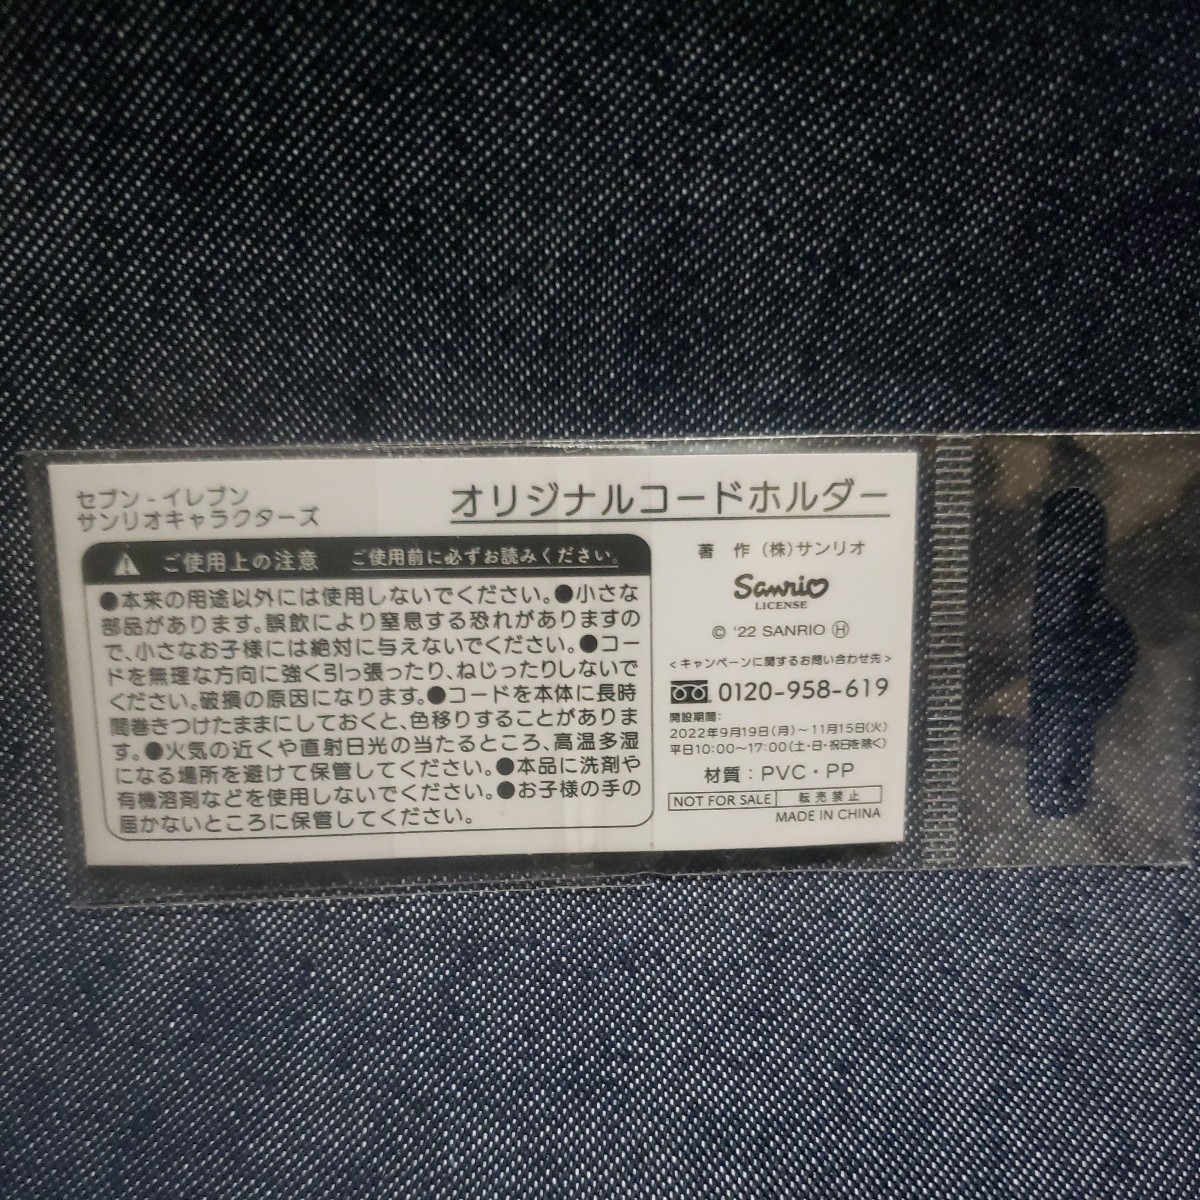 セブン-イレブン
サンリオキャラクターズ
オリジナルコードホルダー
ご使用上の注意 ご使用前に必ずお読みください。
●本来の用途以外には使用しないでください。●小さな
部品があります。誤飲により窒息する恐れがありますの
で、小さなお子様には絶対に与えないでください。●コー
ドを無理な方向に強く引っ張ったり、ねじったりしないで
ください。破損の原因になります。●コードを本体に長時
間巻きつけたままにしておくと、色移りすることがありま
す。●火気の近くや直射日光の当たるところ、高温多湿
になる場所を避けて保管してください。●本品に洗剤や
有機溶剤などを使用しないでください。●お子様の手の
届かないところに保管してください。
著 作 (株)サンリオ
Sanrio
LICENSE
© '22 SANRIO Ⓗ
<キャンペーンに関するお問い合わせ先>
0120-958-619
開設期間:
2022年9月19日(月)~11月15日(火)
平日10:00~17:00(土・日・祝日を除く)
材質:PVC・PP
NOT FOR SALE 転売禁止
MADE IN CHINA